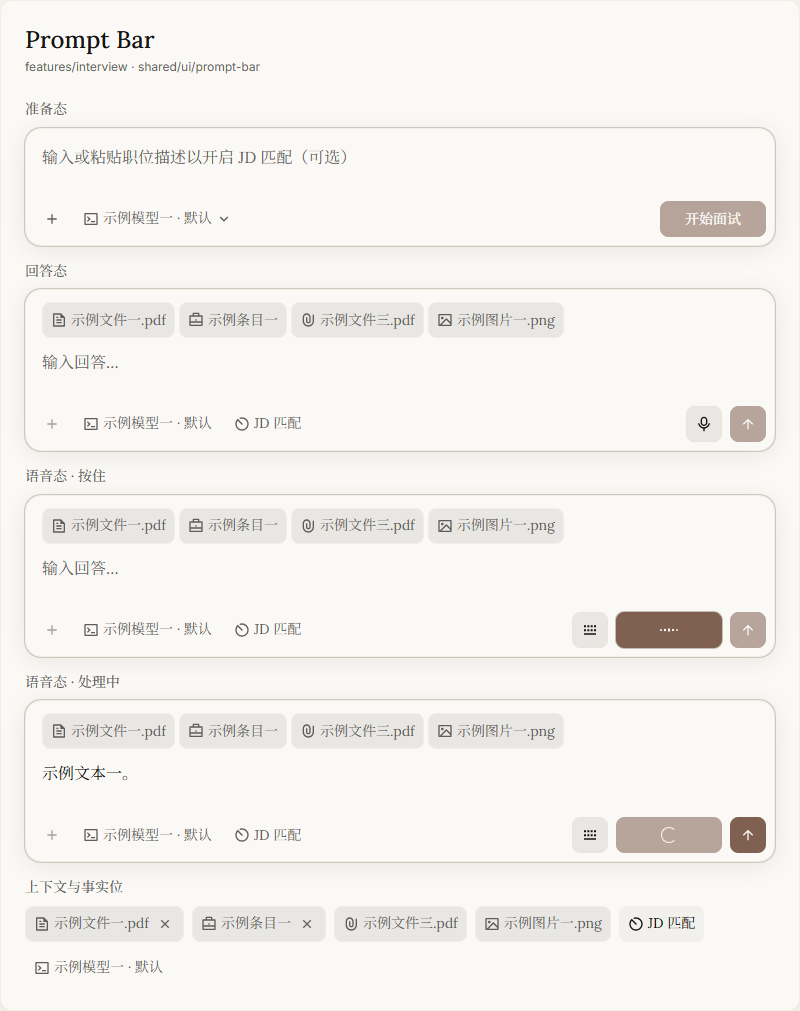 Prompt Bar
features/interview · shared/ui/prompt-bar
准备态
输入或粘贴职位描述以开启 JD 匹配（可选）
示例模型一 · 默认
开始面试
回答态
示例文件一.pdf 示例条目一 示例文件三.pdf 示例图片一.png
输入回答...
示例模型一 · 默认 JD 匹配
语音态 · 按住
示例文件一.pdf 示例条目一 示例文件三.pdf 示例图片一.png
输入回答...
示例模型一 · 默认 JD 匹配
语音态 · 处理中
示例文件一.pdf 示例条目一 示例文件三.pdf 示例图片一.png
示例文本一。
示例模型一 · 默认 JD 匹配
上下文与事实位
示例文件一.pdf 示例条目一 示例文件三.pdf 示例图片一.png JD 匹配
示例模型一 · 默认